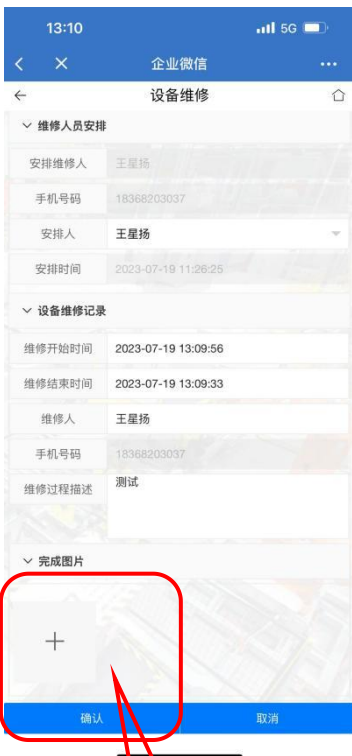 13:10 5G
企业微信
设备维修
维修人员安排
安排维修人 王星扬
手机号码 18368203037
安排人 王星扬
安排时间 2023-07-19 11:26:25
设备维修记录
维修开始时间 2023-07-19 13:09:56
维修结束时间 2023-07-19 13:09:33
维修人 王星扬
手机号码 18368203037
维修过程描述 测试
完成图片
确认 取消